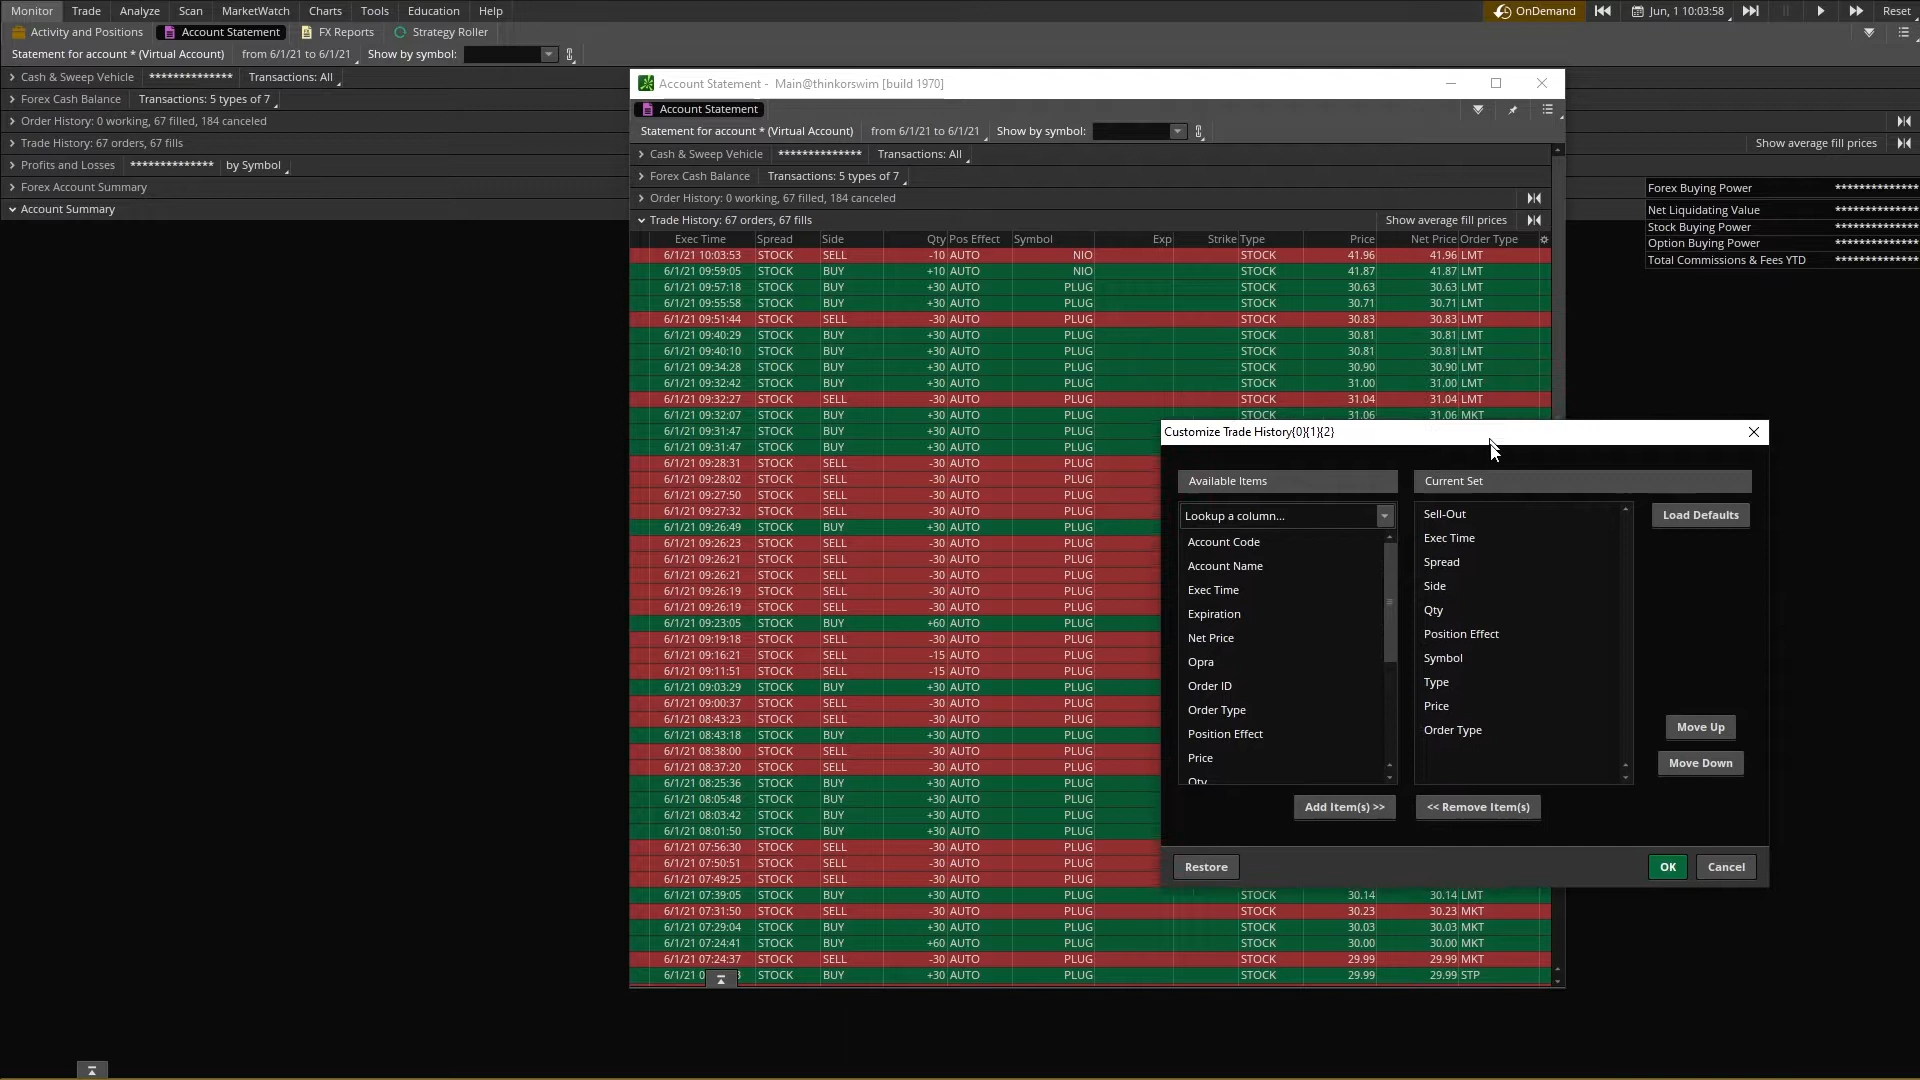 Monitor Trade Analyze Scan MarketWatch Charts Tools Education Help OnDemand Jun, 1 10:03:58 Reset
Activity and Positions Account Statement FX Reports Strategy Roller
Statement for account * (Virtual Account) from 6/1/21 to 6/1/21 Show by symbol:
Cash & Sweep Vehicle ************** Transactions: All
Forex Cash Balance Transactions: 5 types of 7
Order History: 0 working, 67 filled, 184 canceled
Trade History: 67 orders, 67 fills
Profits and Losses ************** by Symbol
Forex Account Summary
Account Summary
Show average fill prices
Forex Buying Power **************
Net Liquidating Value **************
Stock Buying Power **************
Option Buying Power **************
Total Commissions & Fees YTD **************
Account Statement - Main@thinkorswim [build 1970]
Account Statement
Statement for account * (Virtual Account) from 6/1/21 to 6/1/21 Show by symbol:
Cash & Sweep Vehicle ************** Transactions: All
Forex Cash Balance Transactions: 5 types of 7
Order History: 0 working, 67 filled, 184 canceled
Trade History: 67 orders, 67 fills Show average fill prices
Exec Time Spread Side Qty Pos Effect Symbol Exp Strike Type Price Net Price Order Type
6/1/21 10:03:53 STOCK SELL -10 AUTO NIO STOCK 41.96 41.96 LMT
6/1/21 09:59:05 STOCK BUY +10 AUTO NIO STOCK 41.87 41.87 LMT
6/1/21 09:57:18 STOCK BUY +30 AUTO PLUG STOCK 30.63 30.63 LMT
6/1/21 09:55:58 STOCK BUY +30 AUTO PLUG STOCK 30.71 30.71 LMT
6/1/21 09:51:44 STOCK SELL -30 AUTO PLUG STOCK 30.83 30.83 LMT
6/1/21 09:40:29 STOCK BUY +30 AUTO PLUG STOCK 30.81 30.81 LMT
6/1/21 09:40:10 STOCK BUY +30 AUTO PLUG STOCK 30.81 30.81 LMT
6/1/21 09:34:28 STOCK BUY +30 AUTO PLUG STOCK 30.90 30.90 LMT
6/1/21 09:32:42 STOCK BUY +30 AUTO PLUG STOCK 31.00 31.00 LMT
6/1/21 09:32:27 STOCK SELL -30 AUTO PLUG STOCK 31.04 31.04 LMT
6/1/21 09:32:07 STOCK BUY +30 AUTO PLUG STOCK 31.06 31.06 MKT
6/1/21 09:31:47 STOCK BUY +30 AUTO PLUG
6/1/21 09:31:47 STOCK BUY +30 AUTO PLUG
6/1/21 09:28:31 STOCK SELL -30 AUTO PLUG
6/1/21 09:28:02 STOCK SELL -30 AUTO PLUG
6/1/21 09:27:50 STOCK SELL -30 AUTO PLUG
6/1/21 09:27:32 STOCK SELL -30 AUTO PLUG
6/1/21 09:26:49 STOCK BUY +30 AUTO PLUG
6/1/21 09:26:23 STOCK SELL -30 AUTO PLUG
6/1/21 09:26:21 STOCK SELL -30 AUTO PLUG
6/1/21 09:26:21 STOCK SELL -30 AUTO PLUG
6/1/21 09:26:19 STOCK SELL -30 AUTO PLUG
6/1/21 09:26:19 STOCK SELL -30 AUTO PLUG
6/1/21 09:23:05 STOCK BUY +60 AUTO PLUG
6/1/21 09:19:18 STOCK SELL -30 AUTO PLUG
6/1/21 09:16:21 STOCK SELL -15 AUTO PLUG
6/1/21 09:11:51 STOCK SELL -15 AUTO PLUG
6/1/21 09:03:29 STOCK BUY +30 AUTO PLUG
6/1/21 09:00:37 STOCK SELL -30 AUTO PLUG
6/1/21 08:43:23 STOCK SELL -30 AUTO PLUG
6/1/21 08:43:18 STOCK BUY +30 AUTO PLUG
6/1/21 08:38:00 STOCK SELL -30 AUTO PLUG
6/1/21 08:37:20 STOCK SELL -30 AUTO PLUG
6/1/21 08:25:36 STOCK BUY +30 AUTO PLUG
6/1/21 08:05:48 STOCK BUY +30 AUTO PLUG
6/1/21 08:03:42 STOCK BUY +30 AUTO PLUG
6/1/21 08:01:50 STOCK BUY +30 AUTO PLUG
6/1/21 07:56:30 STOCK SELL -30 AUTO PLUG
6/1/21 07:50:51 STOCK SELL -30 AUTO PLUG
6/1/21 07:49:25 STOCK SELL -30 AUTO PLUG
6/1/21 07:39:05 STOCK BUY +30 AUTO PLUG STOCK 30.14 30.14 LMT
6/1/21 07:31:50 STOCK SELL -30 AUTO PLUG STOCK 30.23 30.23 MKT
6/1/21 07:29:04 STOCK BUY +30 AUTO PLUG STOCK 30.03 30.03 MKT
6/1/21 07:24:41 STOCK BUY +60 AUTO PLUG STOCK 30.00 30.00 MKT
6/1/21 07:24:37 STOCK SELL -30 AUTO PLUG STOCK 29.99 29.99 MKT
6/1/21 STOCK BUY +30 AUTO PLUG STOCK 29.99 29.99 STP
Customize Trade History{0}{1}{2}
Available Items
Lookup a column...
Account Code
Account Name
Exec Time
Expiration
Net Price
Opra
Order ID
Order Type
Position Effect
Price
Qty
Add Item(s) >>
Current Set
Sell-Out
Exec Time
Spread
Side
Qty
Position Effect
Symbol
Type
Price
Order Type
<< Remove Item(s)
Load Defaults
Move Up
Move Down
Restore OK Cancel